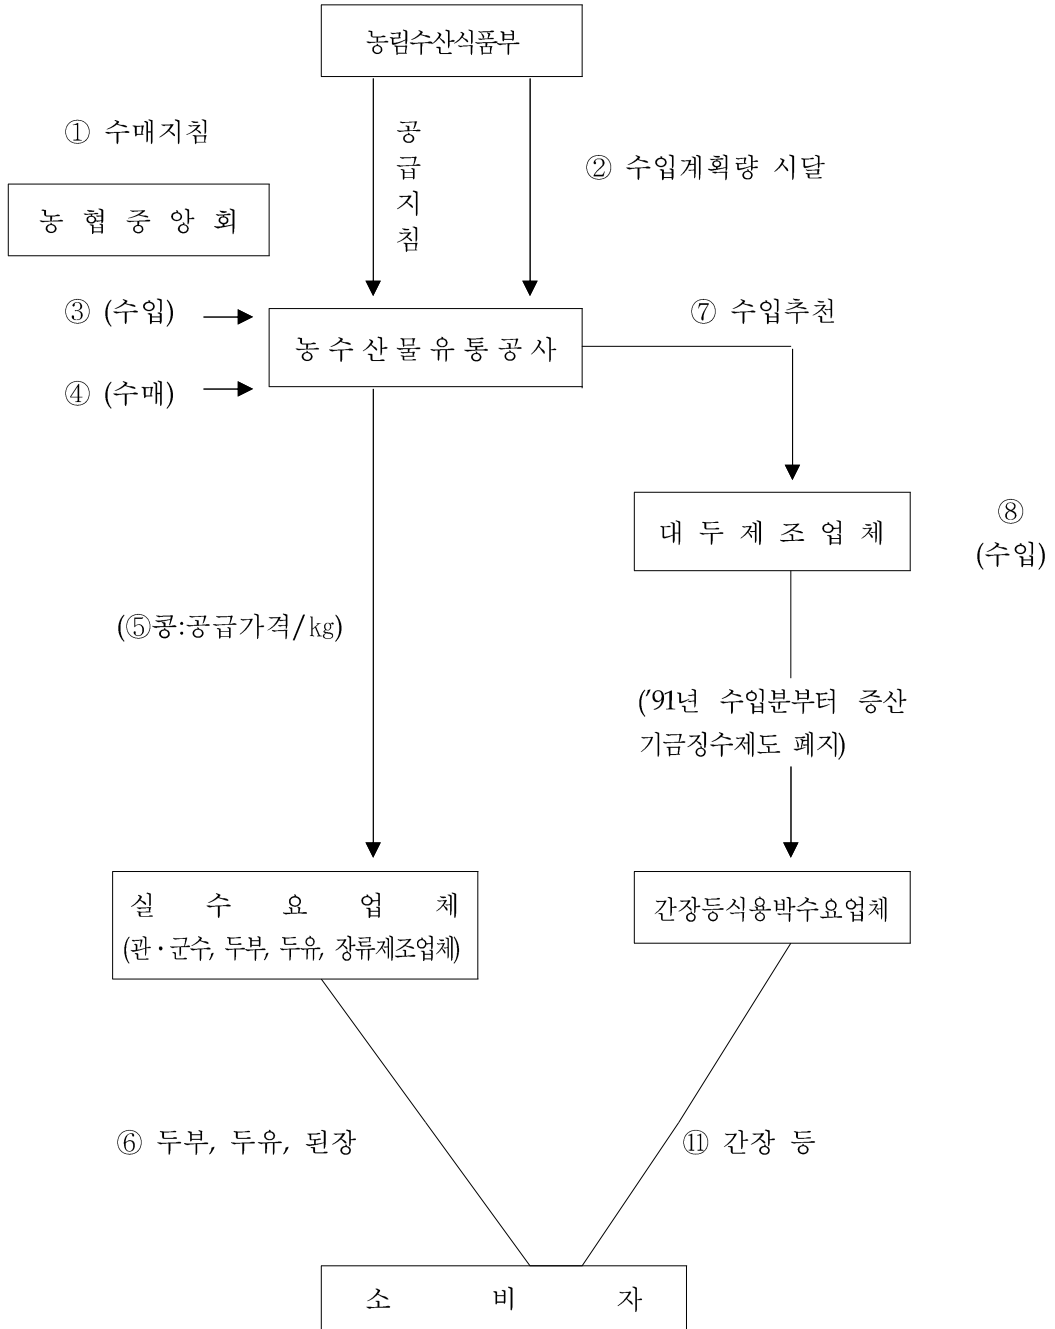 농림수산식품부
① 수매지침
공급지침
② 수입계획량 시달
농 협 중 앙 회
③ (수입)
⑦ 수입추천
농 수 산 물 유 통 공 사
④ (수매)
대 두 제 조 업 체
⑧
(수입)
(⑤콩:공급가격/㎏)
('91년 수입분부터 증산
기금징수제도 폐지)
실 수 요 업 체
(관·군수, 두부, 두유, 장류제조업체)
간장등식용박수요업체
⑥ 두부, 두유, 된장
⑪ 간장 등
소 비 자